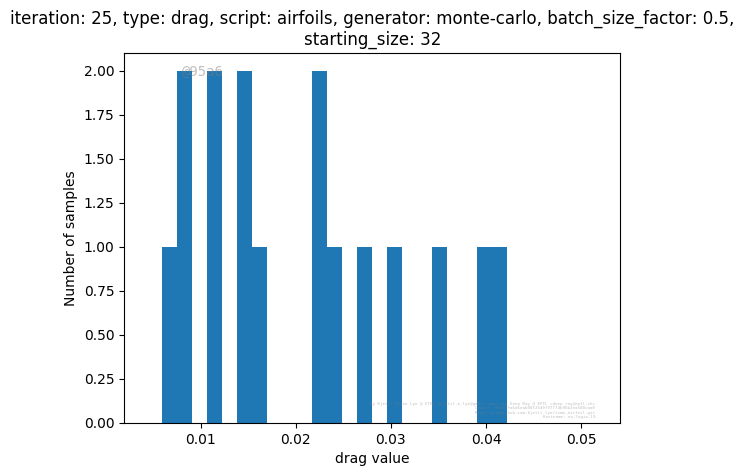 iteration: 25, type: drag, script: airfoils, generator: monte-carlo, batch_size_factor: 0.5,
starting_size: 32
@95a6
2.00
1.75
1.50
1.25
1.00
0.75
0.50
0.25
0.00
Number of samples
0.01
0.02
0.03
0.04
0.05
drag value